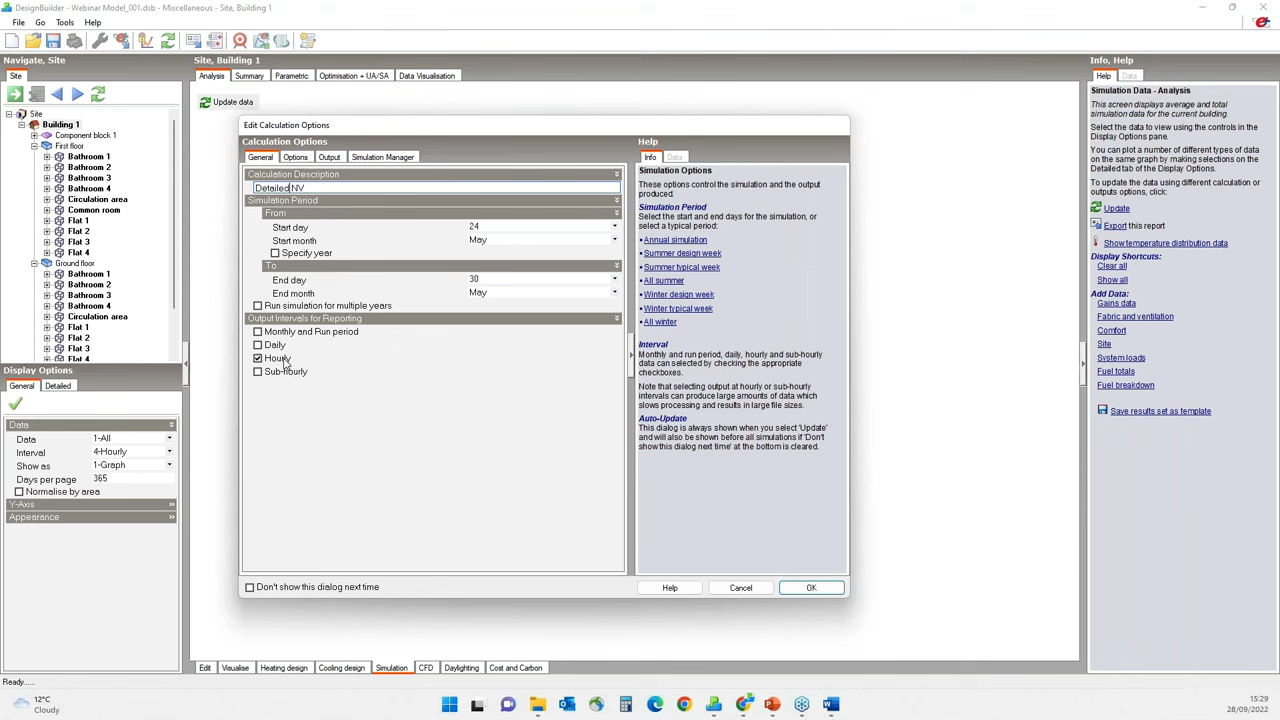 DesignBuilder - Webinar Model_001.dsb - Miscellaneous - Site, Building 1
File Go Tools Help
Navigate, Site
Site
Site
Building 1
Component block 1
First floor
Bathroom 1
Bathroom 2
Bathroom 3
Bathroom 4
Circulation area
Common room
Flat 1
Flat 2
Flat 3
Flat 4
Ground floor
Bathroom 1
Bathroom 2
Bathroom 3
Bathroom 4
Circulation area
Flat 1
Flat 2
Flat 3
Flat 4
Display Options
General Detailed
Data
Data 1-All
Interval 4-Hourly
Show as 1-Graph
Days per page 365
Normalise by area
Y-Axis
Appearance
Site, Building 1
Analysis Summary Parametric Optimisation + UA/SA Data Visualisation
Update data
Edit Calculation Options
Calculation Options
General Options Output Simulation Manager
Calculation Description
Detailed NV
Simulation Period
From
Start day 24
Start month May
Specify year
To
End day 30
End month May
Run simulation for multiple years
Output Intervals for Reporting
Monthly and Run period
Daily
Hourly
Sub-hourly
Don't show this dialog next time
Help Cancel OK
Help
Info Data
Simulation Options
These options control the simulation and the output
produced.
Simulation Period
Select the start and end days for the simulation, or
select a typical period:
• Annual simulation
• Summer design week
• Summer typical week
• All summer
• Winter design week
• Winter typical week
• All winter
Interval
Monthly and run period, daily, hourly and sub-hourly
data can selected by checking the appropriate
checkboxes.
Note that selecting output at hourly or sub-hourly
intervals can produce large amounts of data which
slows processing and results in large file sizes.
Auto-Update
This dialog is always shown when you select 'Update'
and will also be shown before all simulations if 'Don't
show this dialog next time' at the bottom is cleared.
Edit Visualise Heating design Cooling design Simulation CFD Daylighting Cost and Carbon
Info, Help
Help Data
Simulation Data - Analysis
This screen displays average and total
simulation data for the current building.
Select the data to view using the controls in the
Display Options pane.
You can plot a number of different types of data
on the same graph by making selections on the
Detailed tab of the Display Options.
To update the data using different calculation or
outputs options, click:
Update
Export this report
Show temperature distribution data
Display Shortcuts:
Clear all
Show all
Add Data:
Gains data
Fabric and ventilation
Comfort
Site
System loads
Fuel totals
Fuel breakdown
Save results set as template
Ready......
12°C
Cloudy
15:29
28/09/2022